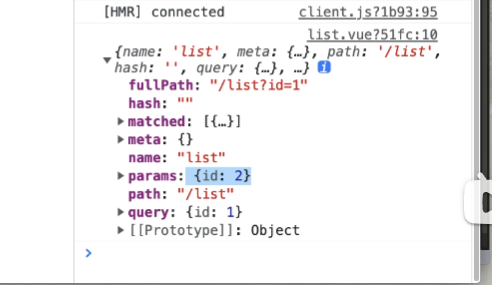 [HMR] connected client.js?1b93:95
list.vue?51fc:10
{name: 'list', meta: {…}, path: '/list',
hash: '', query: {…}, …} i
fullPath: "/list?id=1"
hash: ""
matched: [{…}]
meta: {}
name: "list"
params: {id: 2}
path: "/list"
query: {id: 1}
[[Prototype]]: Object